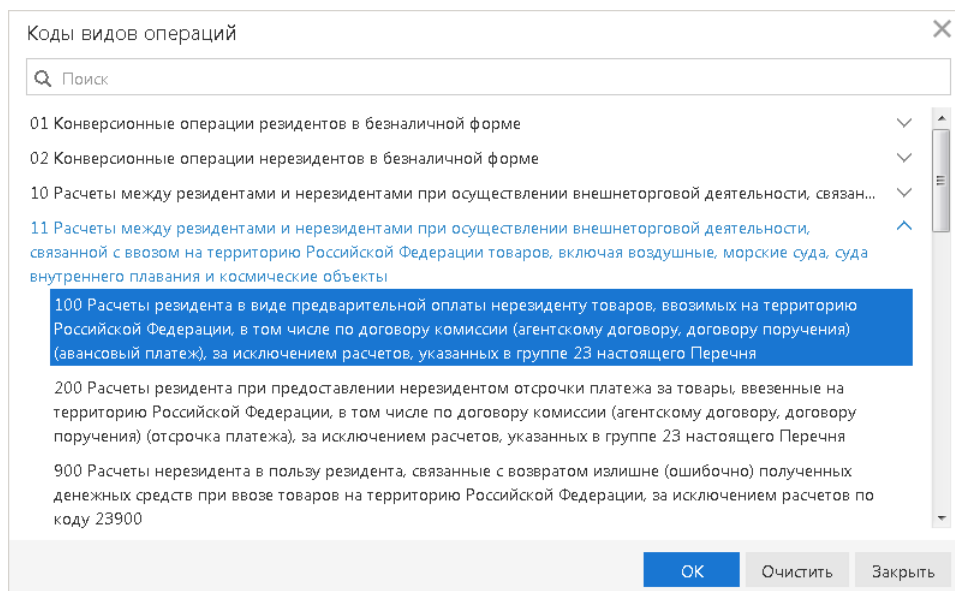 Коды видов операций
Поиск
01 Конверсионные операции резидентов в безналичной форме
02 Конверсионные операции нерезидентов в безналичной форме
10 Расчеты между резидентами и нерезидентами при осуществлении внешнеторговой деятельности, связан...
11 Расчеты между резидентами и нерезидентами при осуществлении внешнеторговой деятельности,
связанной с ввозом на территорию Российской Федерации товаров, включая воздушные, морские суда, суда
внутреннего плавания и космические объекты
100 Расчеты резидента в виде предварительной оплаты нерезиденту товаров, ввозимых на территорию
Российской Федерации, в том числе по договору комиссии (агентскому договору, договору поручения)
(авансовый платеж), за исключением расчетов, указанных в группе 23 настоящего Перечня
200 Расчеты резидента при предоставлении нерезидентом отсрочки платежа за товары, ввезенные на
территорию Российской Федерации, в том числе по договору комиссии (агентскому договору, договору
поручения) (отсрочка платежа), за исключением расчетов, указанных в группе 23 настоящего Перечня
900 Расчеты нерезидента в пользу резидента, связанные с возвратом излишне (ошибочно) полученных
денежных средств при ввозе товаров на территорию Российской Федерации, за исключением расчетов по
коду 23900
ОК Очистить Закрыть